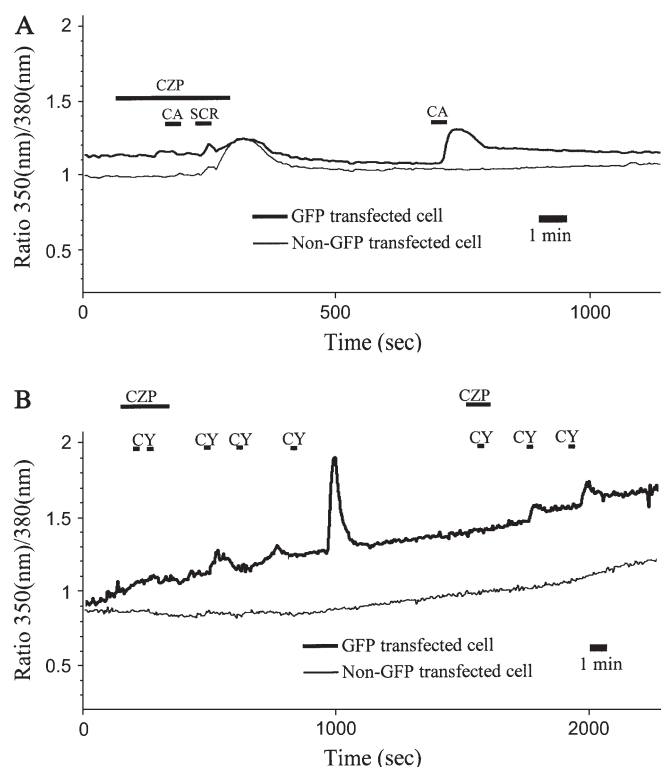 A
Ratio 350(nm)/380(nm)
2
1.5
1
0.5
CZP
CA SCR
CA
GFP transfected cell
Non-GFP transfected cell
1 min
0 500 1000
Time (sec)
B
Ratio 350(nm)/380(nm)
CZP CZP
2
1.5
1
0.5
CY CY CY CY CY CY CY
GFP transfected cell
Non-GFP transfected cell
1 min
0 1000 2000
Time (sec)